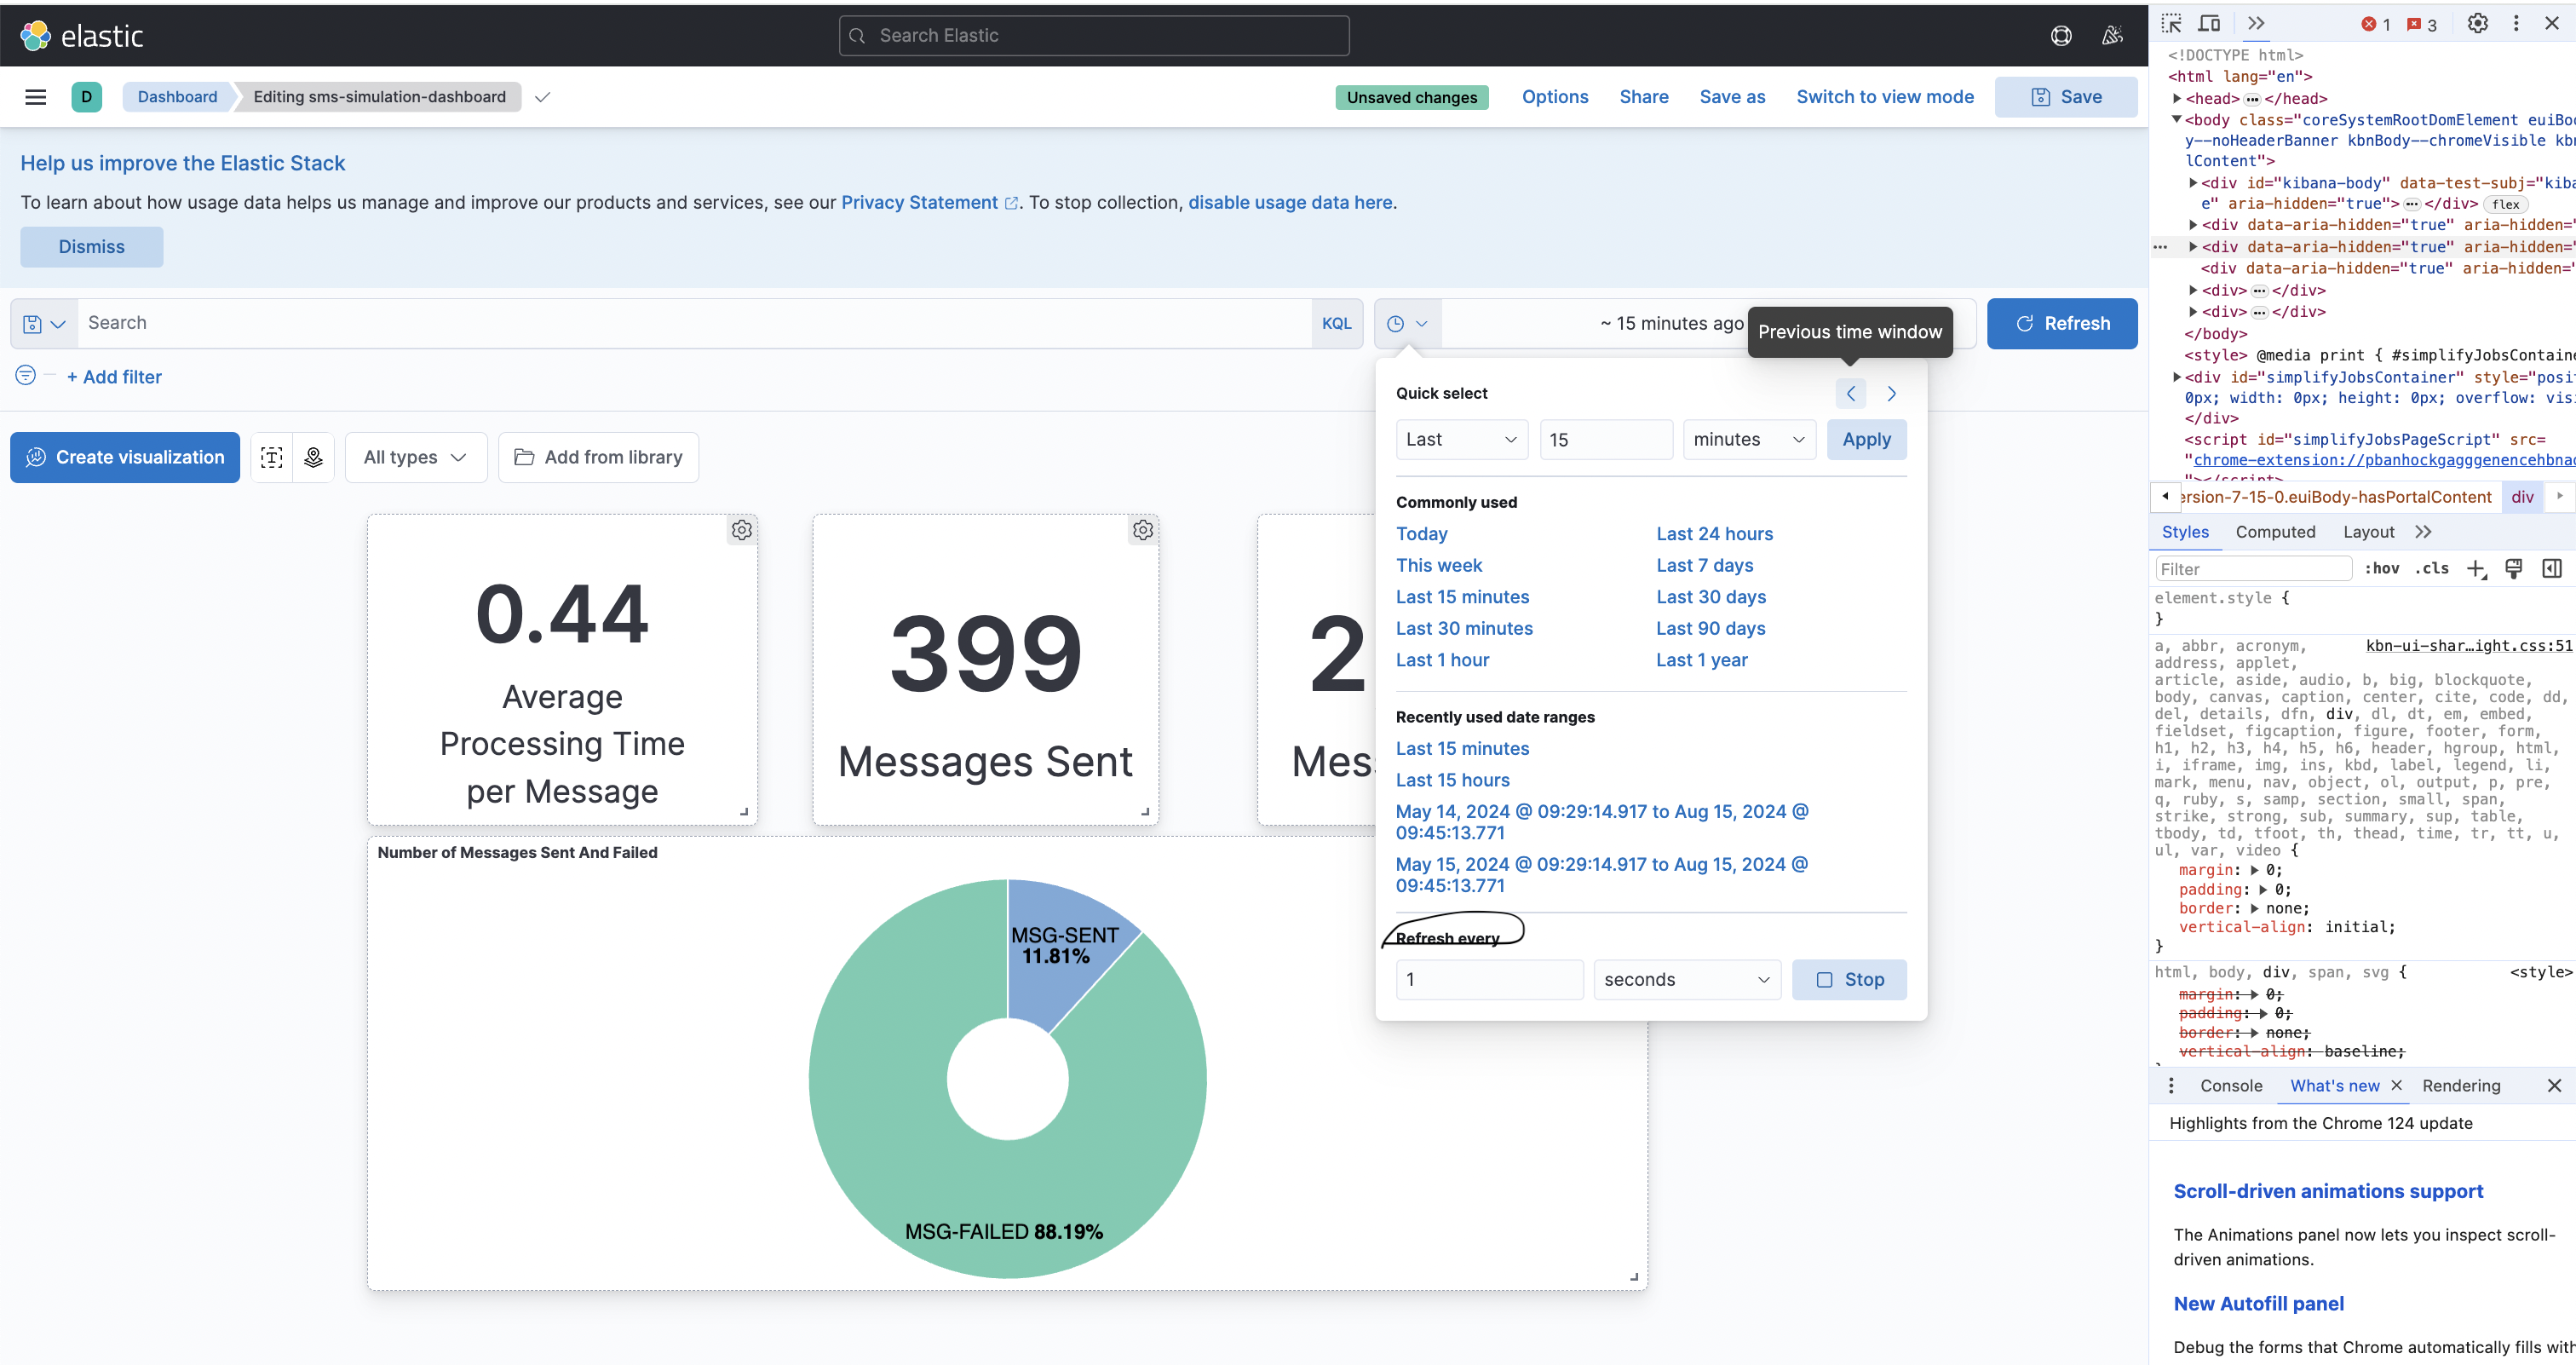 elastic
Search Elastic
D
Dashboard
Editing sms-simulation-dashboard
Unsaved changes
Options
Share
Save as
Switch to view mode
Save
Help us improve the Elastic Stack
To learn about how usage data helps us manage and improve our products and services, see our Privacy Statement. To stop collection, disable usage data here.
Dismiss
Search
KQL
~ 15 minutes ago
Previous time window
Refresh
+ Add filter
Quick select
Last
15
minutes
Apply
Commonly used
Today
Last 24 hours
This week
Last 7 days
Last 15 minutes
Last 30 days
Last 30 minutes
Last 90 days
Last 1 hour
Last 1 year
Recently used date ranges
Last 15 minutes
Last 15 hours
May 14, 2024 @ 09:29:14.917 to Aug 15, 2024 @
09:45:13.771
May 15, 2024 @ 09:29:14.917 to Aug 15, 2024 @
09:45:13.771
Refresh every
1
seconds
Stop
Create visualization
All types
Add from library
0.44
Average
Processing Time
per Message
399
Messages Sent
2
Mes
Number of Messages Sent And Failed
MSG-SENT
11.81%
MSG-FAILED 88.19%
1
3
<!DOCTYPE html>
<html lang="en">
<head> ••• </head>
<body class="coreSystemRootDomElement euiBo
y--noHeaderBanner kbnBody--chromeVisible kb
lContent">
<div id="kibana-body" data-test-subj="kiba
e" aria-hidden="true"> ••• </div> flex
<div data-aria-hidden="true" aria-hidden="
<div data-aria-hidden="true" aria-hidden="
<div data-aria-hidden="true" aria-hidden="
<div> ••• </div>
<div> ••• </div>
</body>
<style> @media print { #simplifyJobsContaine
<div id="simplifyJobsContainer" style="posi
0px; width: 0px; height: 0px; overflow: vis
</div>
<script id="simplifyJobsPageScript" src=
"chrome-extension://pbanhockgagggenencehbnac
"></script>
ersion-7-15-0.euiBody-hasPortalContent
div
Styles
Computed
Layout
Filter
:hov
.cls
element.style {
}
a, abbr, acronym,
kbn-ui-shar…ight.css:51
address, applet,
article, aside, audio, b, big, blockquote,
body, canvas, caption, center, cite, code, dd,
del, details, dfn, div, dl, dt, em, embed,
fieldset, figcaption, figure, footer, form,
h1, h2, h3, h4, h5, h6, header, hgroup, html,
i, iframe, img, ins, kbd, label, legend, li,
mark, menu, nav, object, ol, output, p, pre,
q, ruby, s, samp, section, small, span,
strike, strong, sub, summary, sup, table,
tbody, td, tfoot, th, thead, time, tr, tt, u,
ul, var, video {
margin: 0;
padding: 0;
border: none;
vertical-align: initial;
}
html, body, div, span, svg {
<style>
margin: 0;
padding: 0;
border: none;
vertical-align: baseline;
Console
What's new
Rendering
Highlights from the Chrome 124 update
Scroll-driven animations support
The Animations panel now lets you inspect scroll-
driven animations.
New Autofill panel
Debug the forms that Chrome automatically fills with